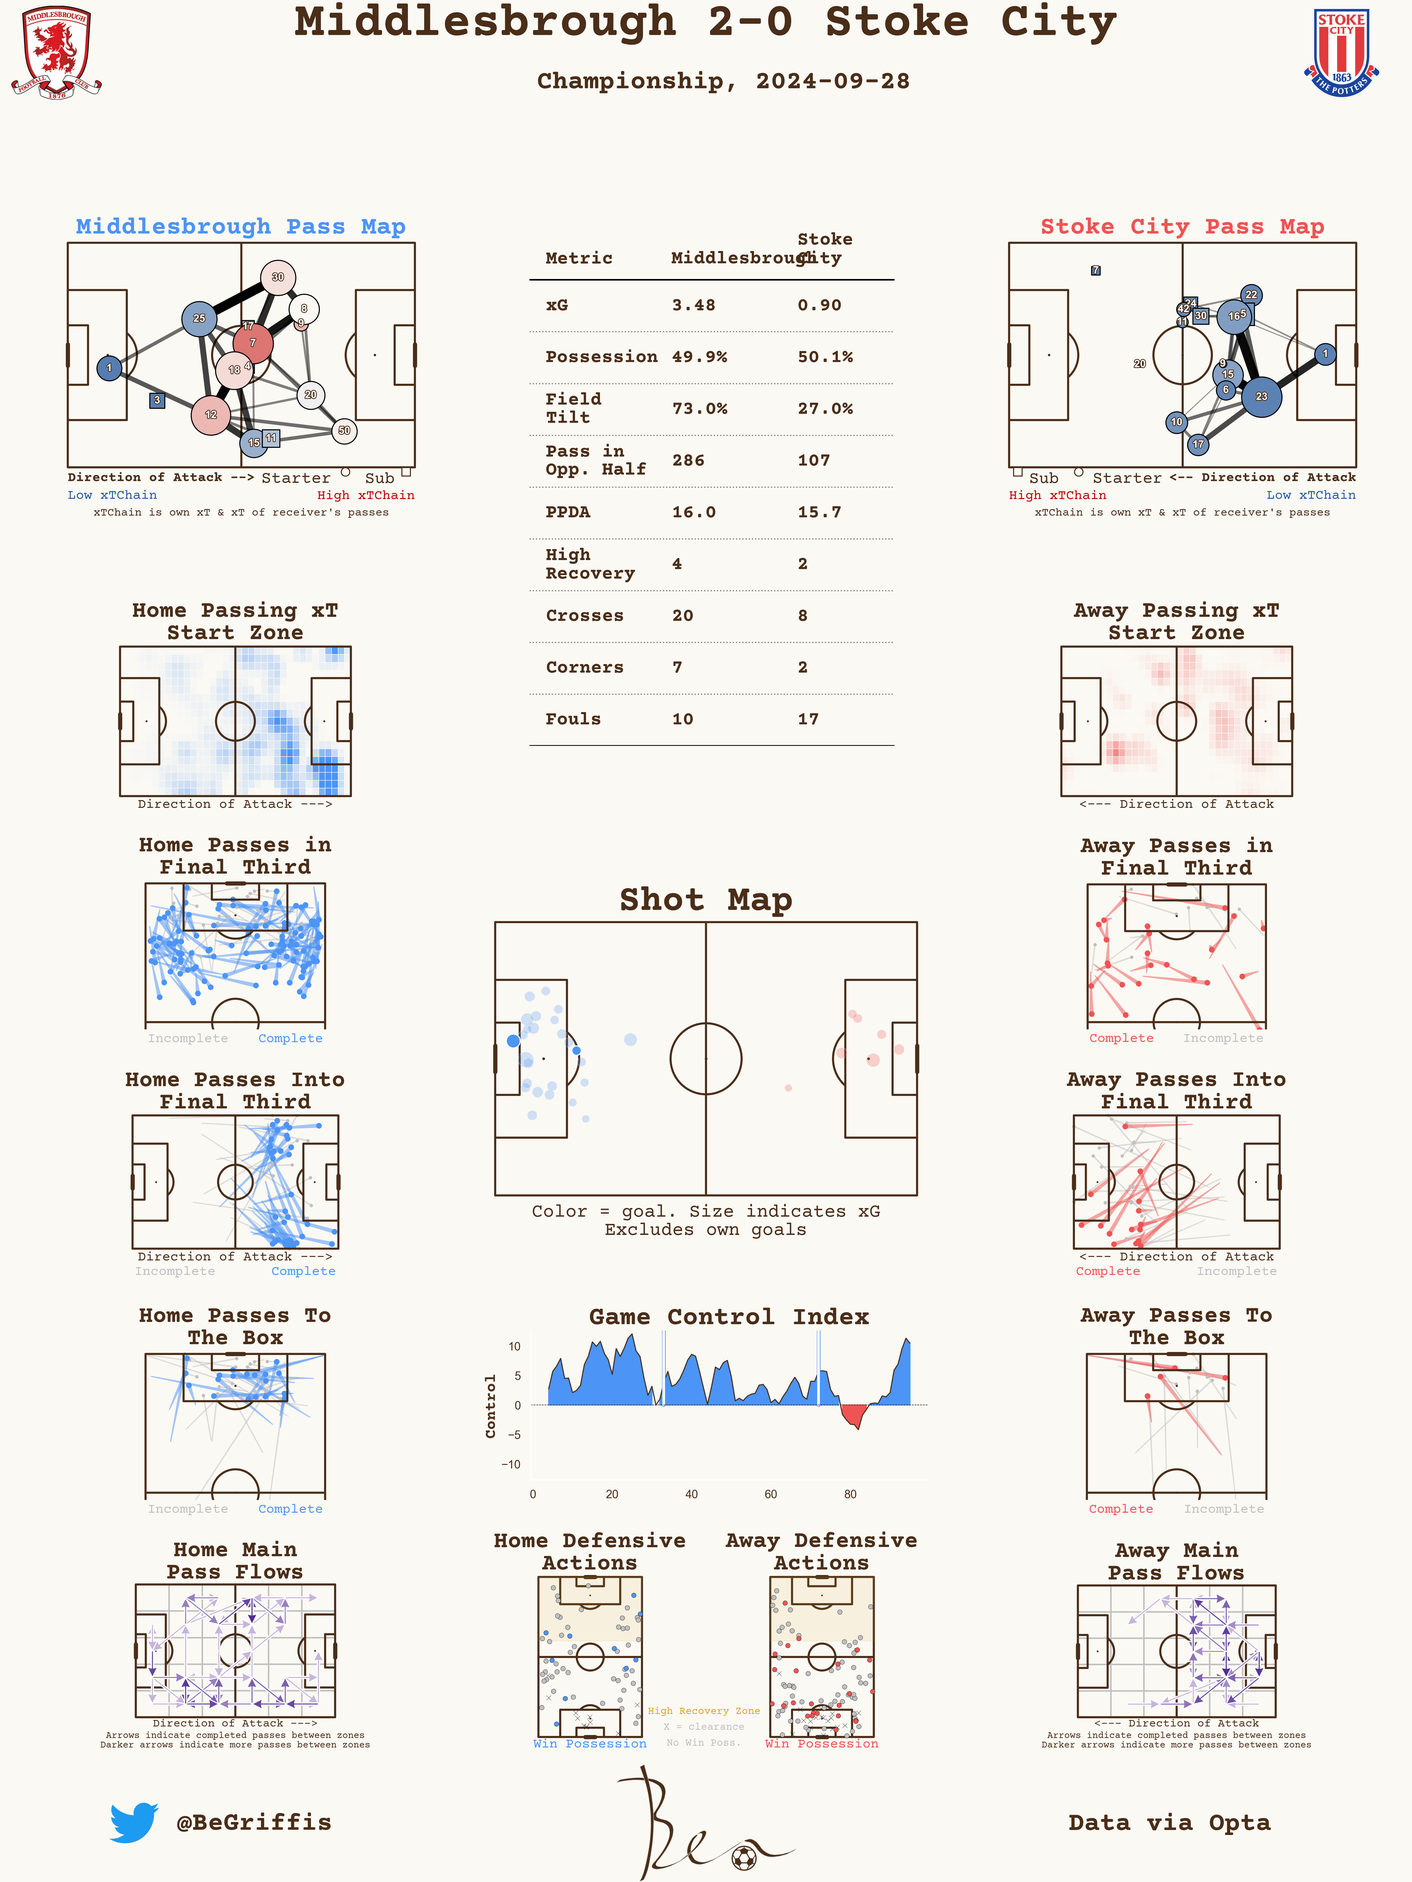 Middlesbrough 2-0 Stoke City
Championship, 2024-09-28
MIDDLESBROUGH
FOOTBALL CLUB
1876
STOKE
CITY
1863
THE POTTERS
Middlesbrough Pass Map
30
8
9
25
17
7
18
4
1
3
12
20
15
11
50
Direction of Attack --> Starter Sub
Low xTChain High xTChain
xTChain is own xT & xT of receiver's passes
Metric Middlesbrough Stoke City
xG 3.48 0.90
Possession 49.9% 50.1%
Field Tilt 73.0% 27.0%
Pass in Opp. Half 286 107
PPDA 16.0 15.7
High Recovery 4 2
Crosses 20 8
Corners 7 2
Fouls 10 17
Stoke City Pass Map
7
22
24
42
30
16
5
11
1
20
9
15
6
23
10
17
Sub Starter <-- Direction of Attack
High xTChain Low xTChain
xTChain is own xT & xT of receiver's passes
Home Passing xT
Start Zone
Direction of Attack --->
Away Passing xT
Start Zone
<--- Direction of Attack
Home Passes in
Final Third
Incomplete Complete
Away Passes in
Final Third
Complete Incomplete
Shot Map
Color = goal. Size indicates xG
Excludes own goals
Home Passes Into
Final Third
Direction of Attack --->
Incomplete Complete
Away Passes Into
Final Third
<--- Direction of Attack
Complete Incomplete
Home Passes To
The Box
Incomplete Complete
Game Control Index
Control
10
5
0
−5
−10
0 20 40 60 80
Away Passes To
The Box
Complete Incomplete
Home Main
Pass Flows
Direction of Attack --->
Arrows indicate completed passes between zones
Darker arrows indicate more passes between zones
Home Defensive
Actions
Win Possession
High Recovery Zone
X = clearance
No Win Poss.
Away Defensive
Actions
Win Possession
Away Main
Pass Flows
<--- Direction of Attack
Arrows indicate completed passes between zones
Darker arrows indicate more passes between zones
@BeGriffis
Ben
Data via Opta